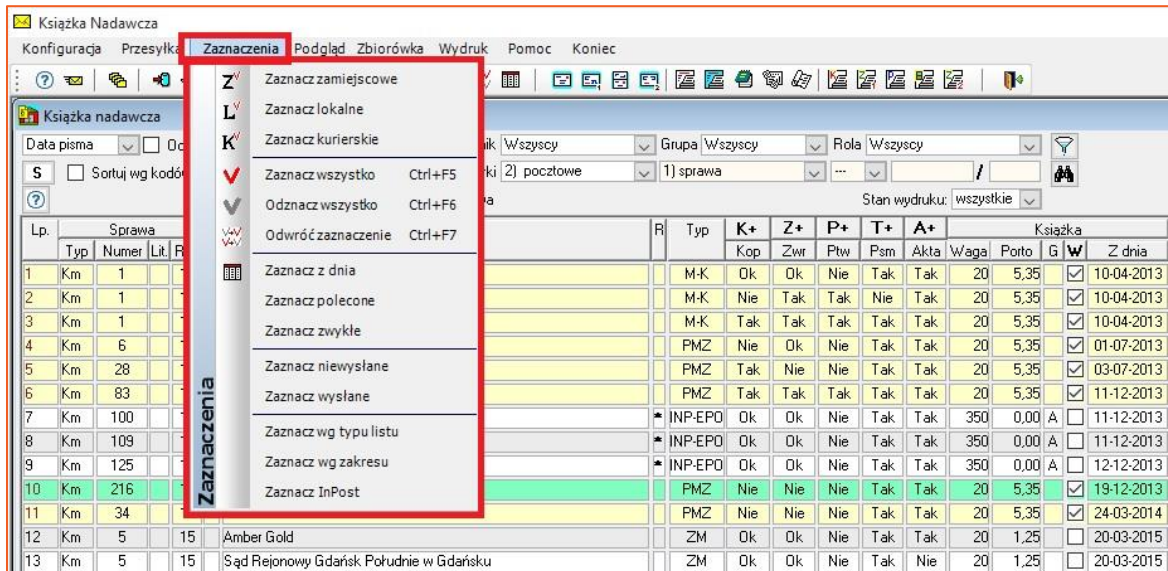 Książka Nadawcza
Konfiguracja Przesyłka Zaznaczenia Podgląd Zbiorówka Wydruk Pomoc Koniec
Zaznacz zamiejscowe
Zaznacz lokalne
Zaznacz kurierskie
Zaznacz wszystko Ctrl+F5
Odznacz wszystko Ctrl+F6
Odwróć zaznaczenie Ctrl+F7
Zaznacz z dnia
Zaznacz polecone
Zaznacz zwykłe
Zaznacz niewysłane
Zaznacz wysłane
Zaznacz wg typu listu
Zaznacz wg zakresu
Zaznacz InPost
Zaznaczenia
Książka nadawcza
Data pisma Wszyscy Grupa Wszyscy Rola Wszyscy
S Sortuj wg 2) pocztowe 1) sprawa --- /
Stan wydruku: wszystkie
Lp. Sprawa R Typ K+ Z+ P+ T+ A+ Książka
Typ Numer Lit. Kop Zwr Ptw Psm Akta Waga Porto G W Z dnia
1 Km 1 M-K Ok Ok Nie Tak Tak 20 5,35 10-04-2013
2 Km 1 M-K Nie Tak Tak Nie Tak 20 5,35 10-04-2013
3 Km 1 M-K Tak Tak Tak Tak Tak 20 5,35 10-04-2013
4 Km 6 PMZ Nie Ok Nie Tak Tak 20 5,35 01-07-2013
5 Km 28 PMZ Tak Nie Nie Tak Tak 20 5,35 03-07-2013
6 Km 83 PMZ Tak Tak Tak Tak Tak 20 5,35 11-12-2013
7 Km 100 * INP-EPO Ok Ok Nie Tak Tak 350 0,00 A 11-12-2013
8 Km 109 * INP-EPO Ok Ok Nie Tak Tak 350 0,00 A 11-12-2013
9 Km 125 * INP-EPO Ok Ok Nie Tak Tak 350 0,00 A 12-12-2013
10 Km 216 PMZ Nie Nie Nie Tak Tak 20 5,35 19-12-2013
11 Km 34 PMZ Nie Nie Nie Tak Tak 20 5,35 24-03-2014
12 Km 5 15 Amber Gold ZM Ok Ok Nie Tak Tak 20 1,25 20-03-2015
13 Km 5 15 Sąd Rejonowy Gdańsk Południe w Gdańsku ZM Ok Ok Nie Tak Nie 20 1,25 20-03-2015